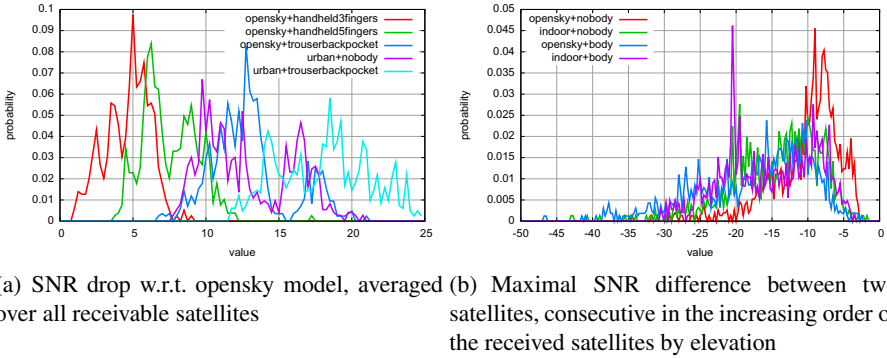 0.1
0.09
0.08
0.07
0.06
0.05
0.04
0.03
0.02
0.01
0
probability
opensky+handheld3fingers
opensky+handheld5fingers
opensky+trouserbackpocket
urban+nobody
urban+trouserbackpocket
0 5 10 15 20 25
value
0.05
0.045
0.04
0.035
0.03
0.025
0.02
0.015
0.01
0.005
0
probability
opensky+nobody
indoor+nobody
opensky+body
indoor+body
-50 -45 -40 -35 -30 -25 -20 -15 -10 -5 0
value
(a) SNR drop w.r.t. opensky model, averaged
over all receivable satellites
(b) Maximal SNR difference between two
satellites, consecutive in the increasing order o
the received satellites by elevation